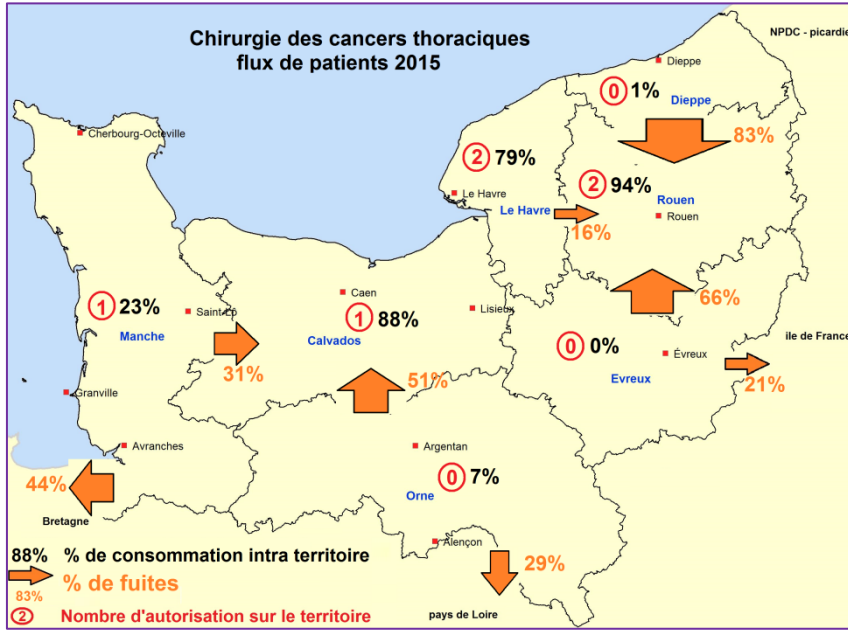 Chirurgie des cancers thoraciques
flux de patients 2015
NPDC - picardie
Dieppe
0 1%
Dieppe
83%
Cherbourg-Octeville
2 79%
Le Havre
Le Havre
16%
2 94%
Rouen
Rouen
66%
1 23%
Saint-Lô
Manche
31%
Caen
1 88%
Calvados
Lisieux
51%
0 0%
Évreux
Evreux
ile de France
21%
Granville
Avranches
44%
Bretagne
Argentan
0 7%
Orne
Alençon
29%
pays de Loire
88% % de consommation intra territoire
83% % de fuites
2 Nombre d'autorisation sur le territoire